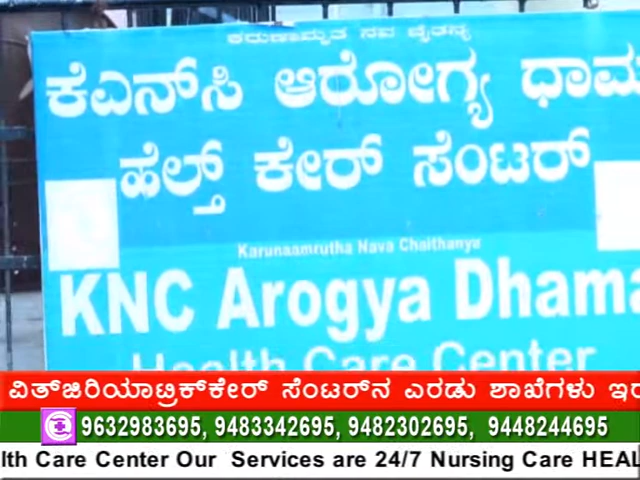 ಕರುಣಾಮೃತ ನವ ಚೈತನ್ಯ
ಕೆಎನ್‌ಸಿ ಆರೋಗ್ಯ ಧಾಮ
ಹೆಲ್ತ್ ಕೇರ್ ಸೆಂಟರ್
Karunaamrutha Nava Chaithanya
KNC Arogya Dhama
Health Care Center
ವಿತ್‌ಜಿರಿಯಾಟ್ರಿಕ್‌ಕೇರ್ ಸೆಂಟರ್‌ನ ಎರಡು ಶಾಖೆಗಳು ಇರ
9632983695, 9483342695, 9482302695, 9448244695
lth Care Center Our Services are 24/7 Nursing Care HEAL